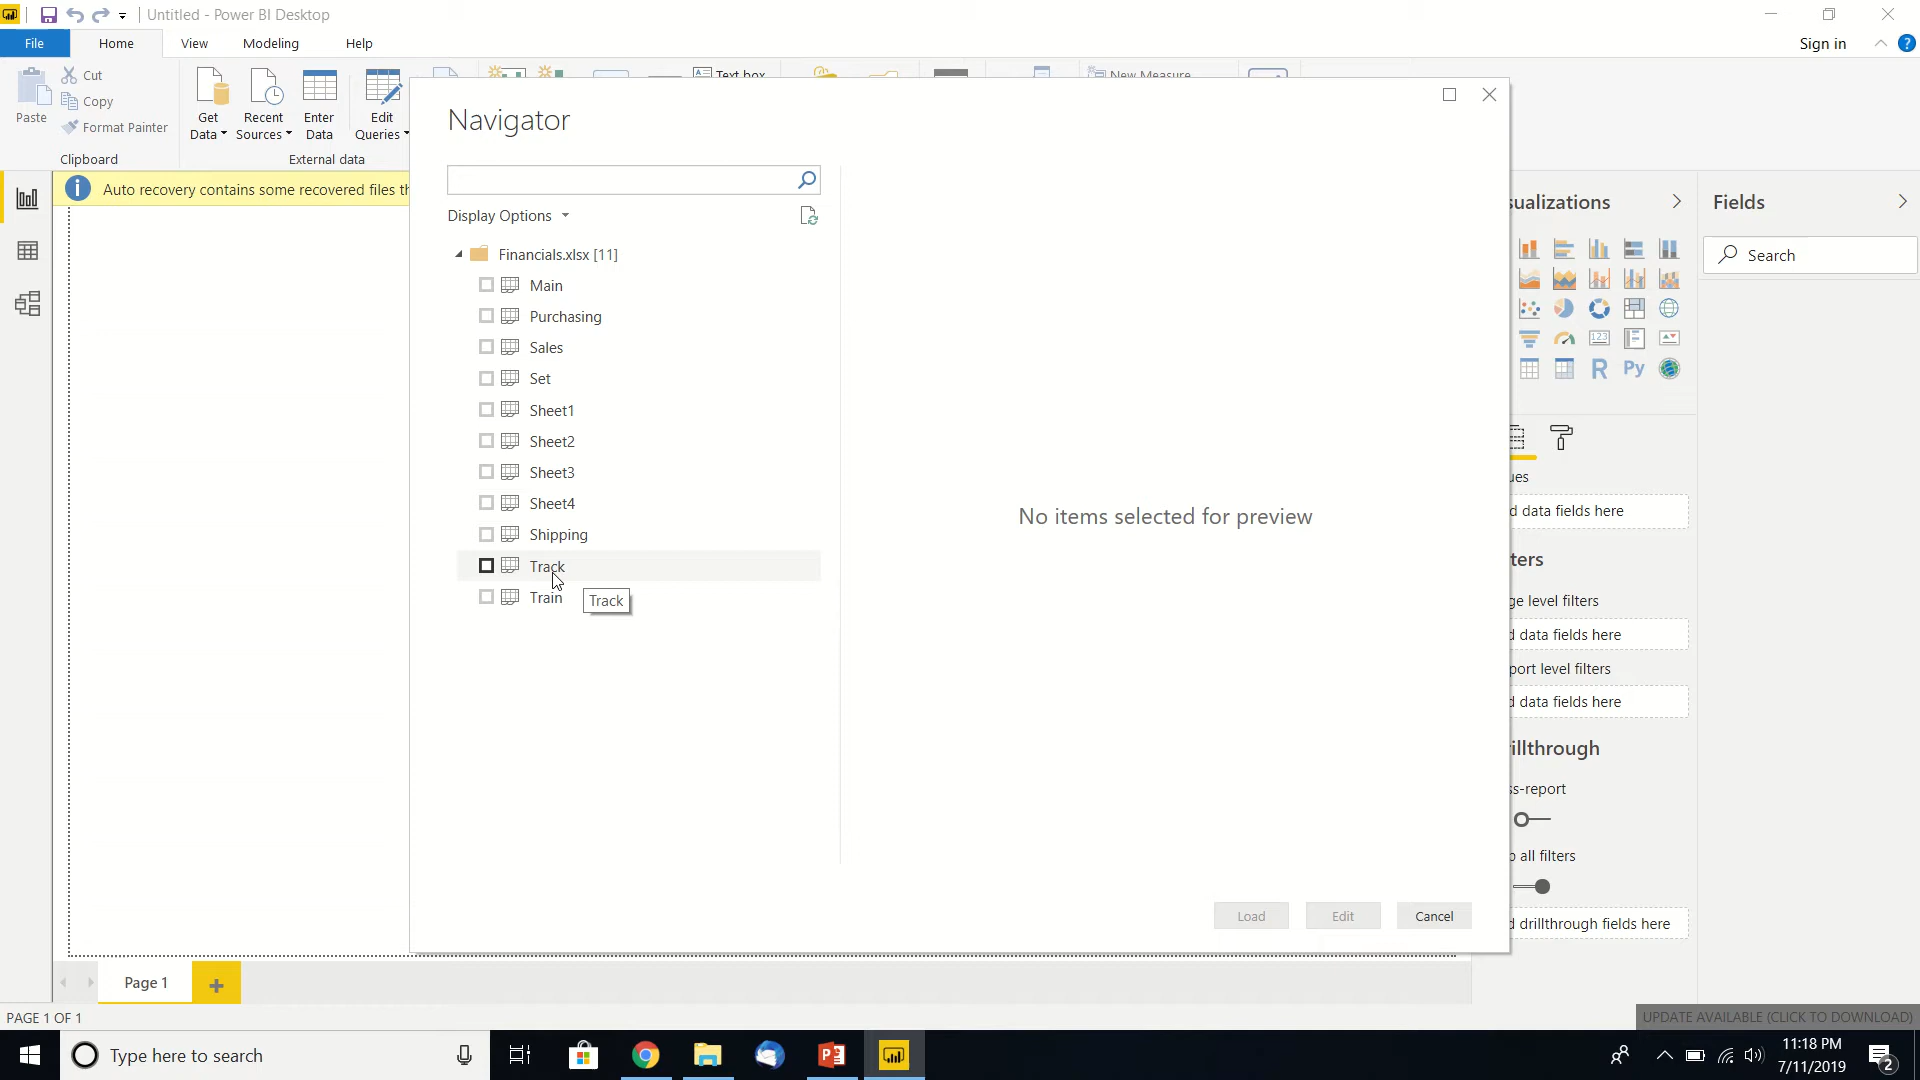 Untitled - Power BI Desktop
File
Home
View
Modeling
Help
Sign in
?
Paste
Cut
Copy
Format Painter
Clipboard
Get Data
Recent Sources
Enter Data
Edit Queries
External data
Text box
New Measure
i
Auto recovery contains some recovered files th
Navigator
Display Options
Financials.xlsx [11]
Main
Purchasing
Sales
Set
Sheet1
Sheet2
Sheet3
Sheet4
Shipping
Track
Train
Track
No items selected for preview
Load
Edit
Cancel
sualizations
123
R
Py
ues
d data fields here
ters
ge level filters
d data fields here
port level filters
d data fields here
illthrough
ss-report
p all filters
d drillthrough fields here
Fields
Search
Page 1
+
PAGE 1 OF 1
UPDATE AVAILABLE (CLICK TO DOWNLOAD)
Type here to search
11:18 PM
7/11/2019
2